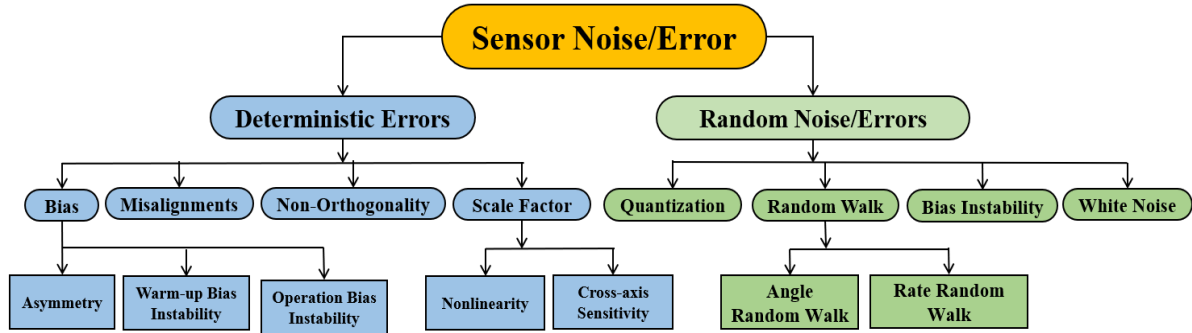 Sensor Noise/Error
Deterministic Errors
Random Noise/Errors
Bias
Misalignments
Non-Orthogonality
Scale Factor
Quantization
Random Walk
Bias Instability
White Noise
Asymmetry
Warm-up Bias
Instability
Operation Bias
Instability
Nonlinearity
Cross-axis
Sensitivity
Angle
Random Walk
Rate Random
Walk